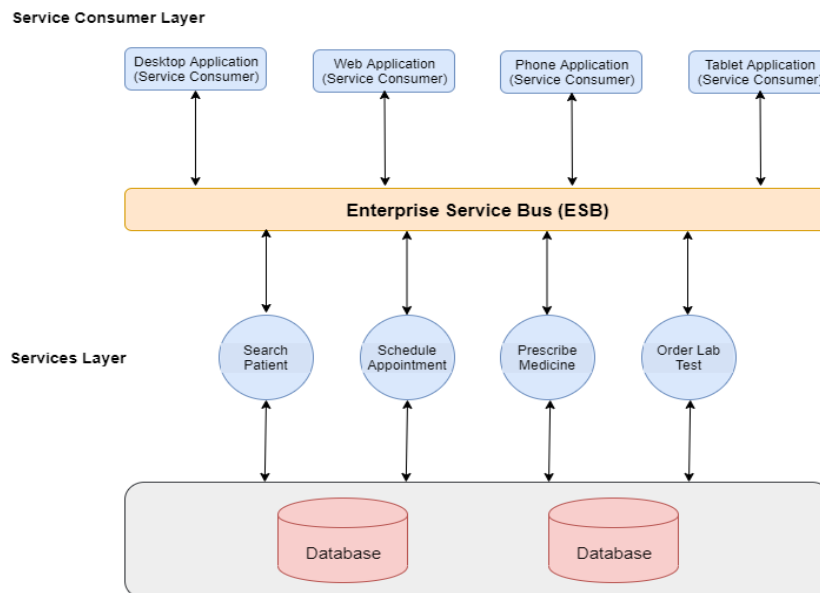 Service Consumer Layer
Desktop Application
(Service Consumer)
Web Application
(Service Consumer)
Phone Application
(Service Consumer)
Tablet Application
(Service Consumer)
Enterprise Service Bus (ESB)
Services Layer
Search
Patient
Schedule
Appointment
Prescribe
Medicine
Order Lab
Test
Database
Database